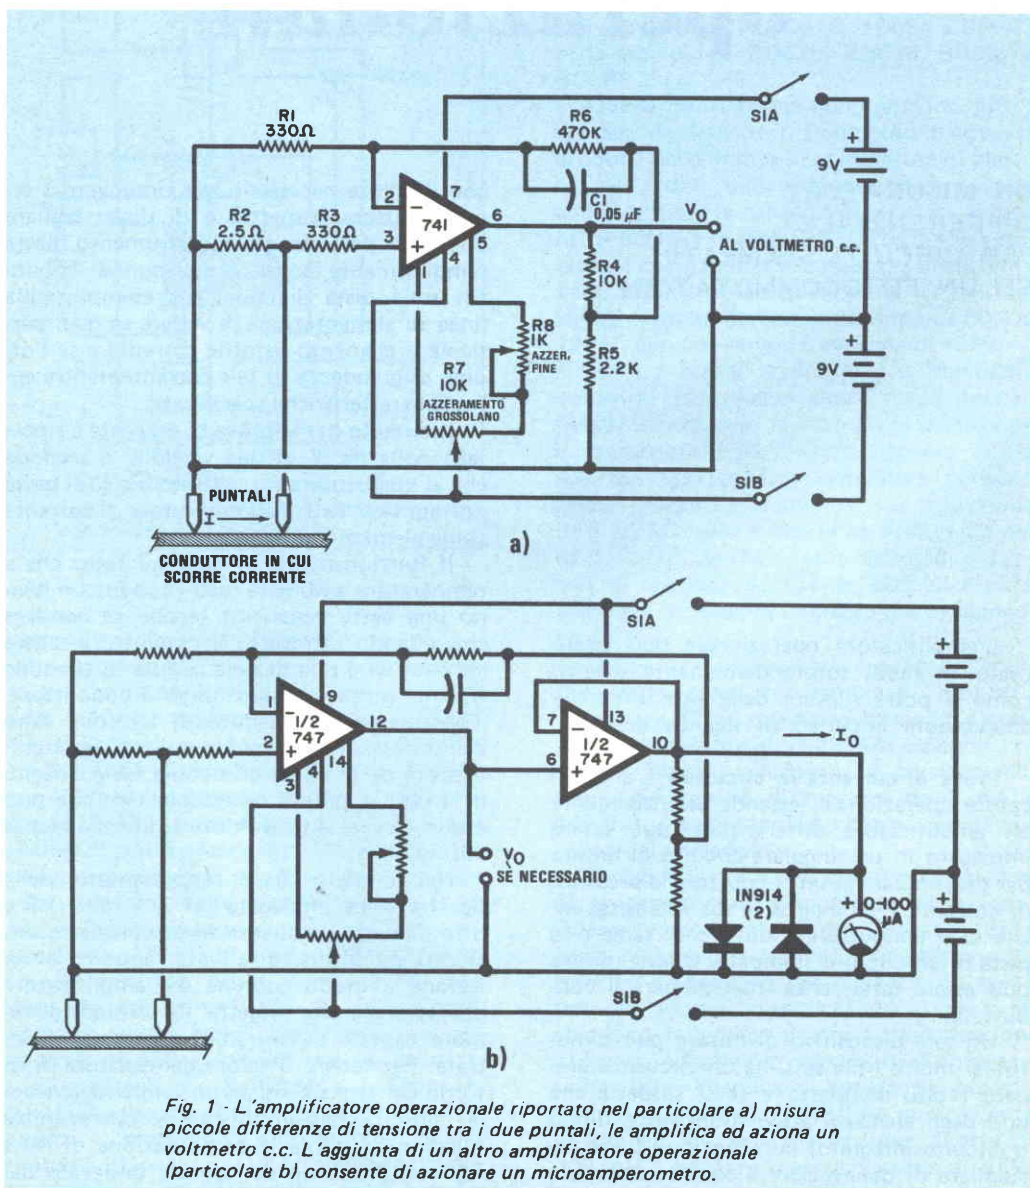 S1A
R1
330Ω
R6
470K
9V
+
C1
0,05 µF
2
−
7
741
6
3
+
4
5
R2
2.5Ω
R3
330Ω
VO
AL VOLTMETRO c.c.
R4
10K
R8
1K
AZZER.
FINE
R7
10K
AZZERAMENTO
GROSSOLANO
R5
2.2K
9V
+
S1B
PUNTALI
I
CONDUTTORE IN CUI
SCORRE CORRENTE
a)
S1A
1
−
9
1/2
747
12
2
+
3
4
14
7
−
13
1/2
747
10
6
+
IO
+
VO
SE NECESSARIO
1N914
(2)
+
0-100
µA
+
S1B
b)
Fig. 1 - L'amplificatore operazionale riportato nel particolare a) misura
piccole differenze di tensione tra i due puntali, le amplifica ed aziona un
voltmetro c.c. L'aggiunta di un altro amplificatore operazionale
(particolare b) consente di azionare un microamperometro.